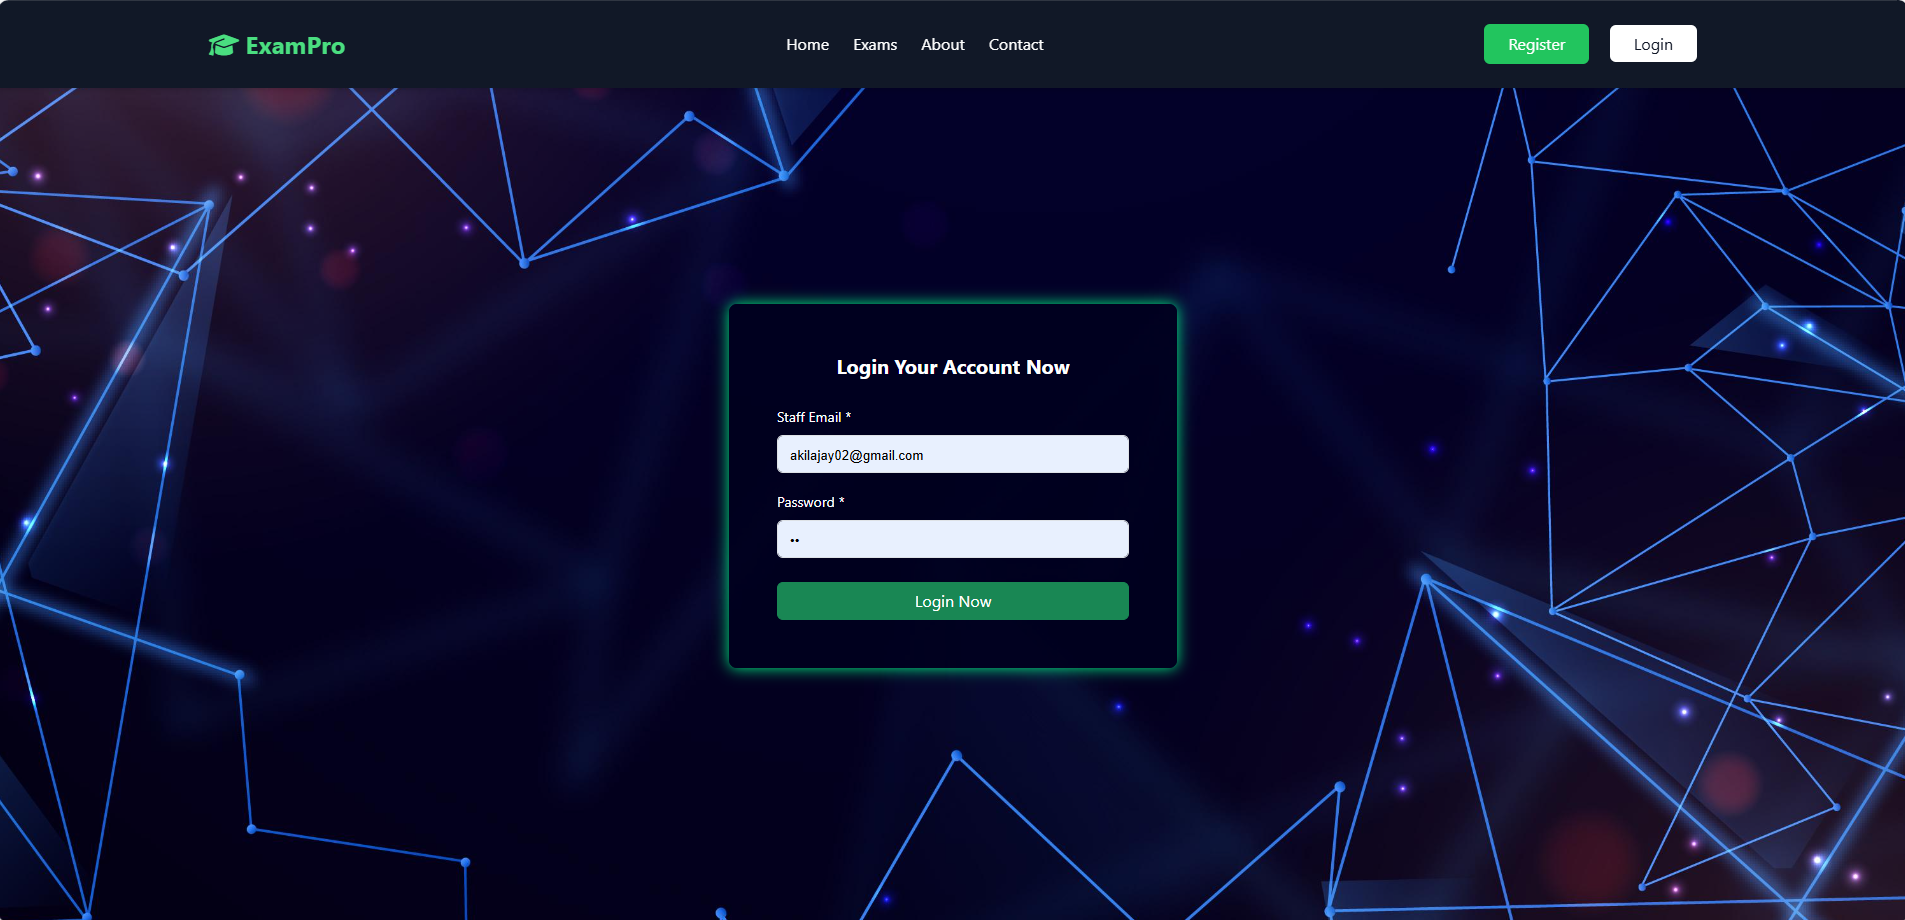 ExamPro
Home
Exams
About
Contact
Register
Login
Login Your Account Now
Staff Email *
akilajay02@gmail.com
Password *
••
Login Now